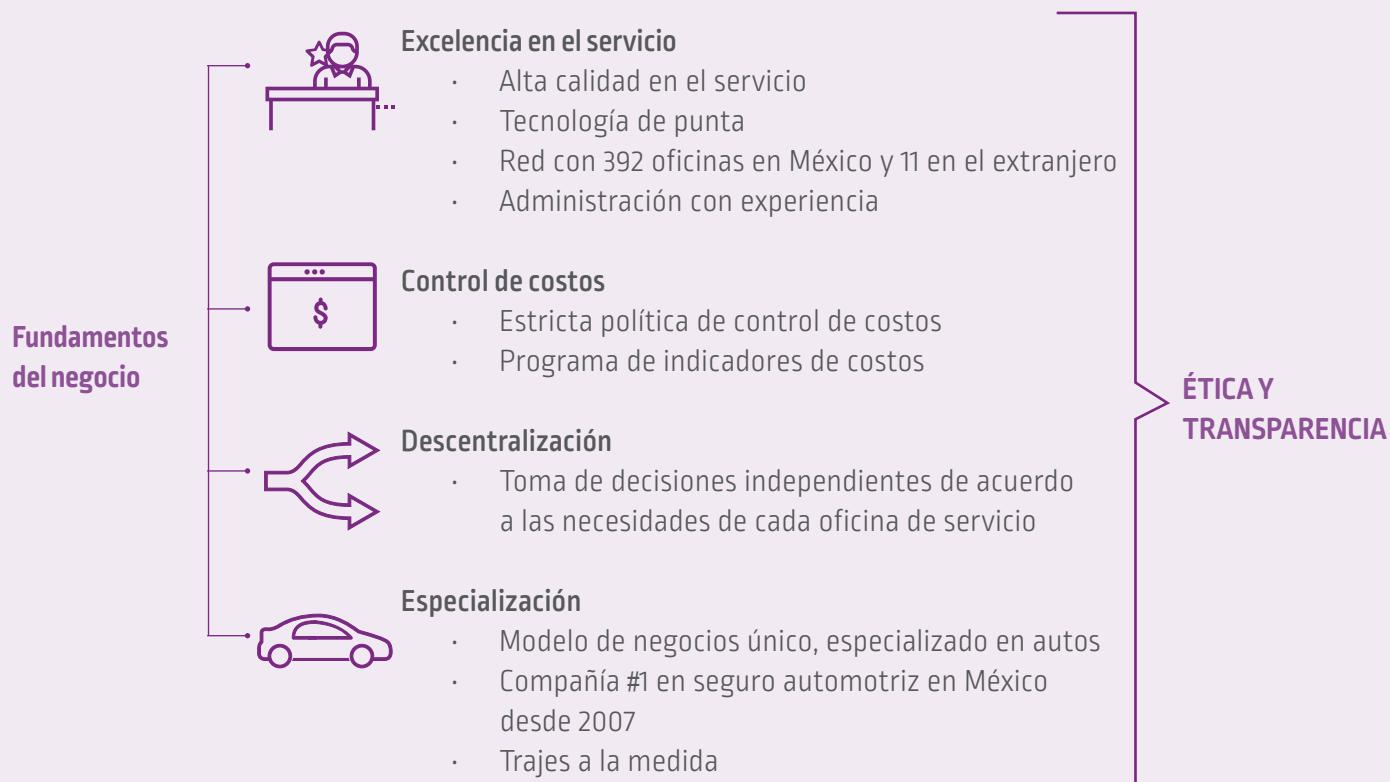 Fundamentos
del negocio
Excelencia en el servicio
· Alta calidad en el servicio
· Tecnología de punta
· Red con 392 oficinas en México y 11 en el extranjero
· Administración con experiencia
$
Control de costos
· Estricta política de control de costos
· Programa de indicadores de costos
Descentralización
· Toma de decisiones independientes de acuerdo
a las necesidades de cada oficina de servicio
Especialización
· Modelo de negocios único, especializado en autos
· Compañía #1 en seguro automotriz en México
desde 2007
· Trajes a la medida
ÉTICA Y
TRANSPARENCIA